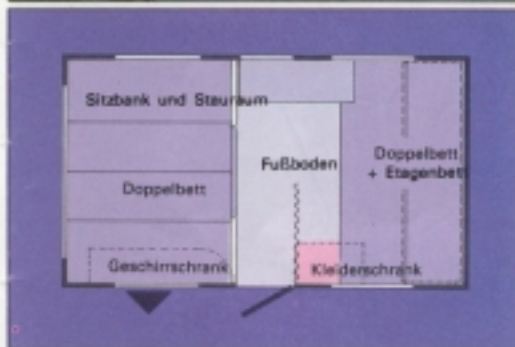 Sitzbank und Stauraum
Fußboden
Doppelbett
+ Etagenbett
Doppelbett
Geschirrschrank
Kleiderschrank